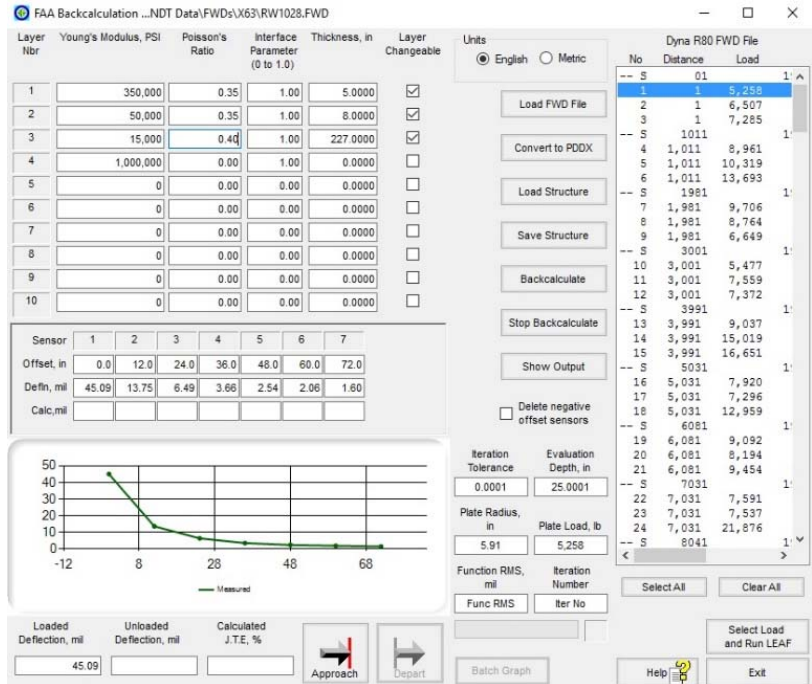 FAA Backcalculation ...NDT Data\FWDs\X63\RW1028.FWD
Layer Nbr Young's Modulus, PSI Poisson's Ratio Interface Parameter (0 to 1.0) Thickness, in Layer Changeable
1 350,000 0.35 1.00 5.0000
2 50,000 0.35 1.00 8.0000
3 15,000 0.40 1.00 227.0000
4 1,000,000 0.00 1.00 0.0000
5 0 0.00 0.00 0.0000
6 0 0.00 0.00 0.0000
7 0 0.00 0.00 0.0000
8 0 0.00 0.00 0.0000
9 0 0.00 0.00 0.0000
10 0 0.00 0.00 0.0000
Sensor 1 2 3 4 5 6 7
Offset, in 0.0 12.0 24.0 36.0 48.0 60.0 72.0
Defln, mil 45.09 13.75 6.49 3.66 2.54 2.06 1.60
Calc,mil
50
40
30
20
10
0
-12 8 28 48 68
Measured
Loaded Deflection, mil
45.09
Unloaded Deflection, mil
Calculated J.T.E, %
Approach
Depart
Units
English Metric
Load FWD File
Convert to PDDX
Load Structure
Save Structure
Backcalculate
Stop Backcalculate
Show Output
Delete negative offset sensors
Iteration Tolerance
0.0001
Evaluation Depth, in
25.0001
Plate Radius, in
5.91
Plate Load, lb
5,258
Function RMS, mil
Func RMS
Iteration Number
Iter No
Batch Graph
Dyna R80 FWD File
No Distance Load
-- S 01
1 1 5,258
2 1 6,507
3 1 7,285
-- S 1011
4 1,011 8,961
5 1,011 10,319
6 1,011 13,693
-- S 1981
7 1,981 9,706
8 1,981 8,764
9 1,981 6,649
-- S 3001
10 3,001 5,477
11 3,001 7,559
12 3,001 7,372
-- S 3991
13 3,991 9,037
14 3,991 15,019
15 3,991 16,651
-- S 5031
16 5,031 7,920
17 5,031 7,296
18 5,031 12,959
-- S 6081
19 6,081 9,092
20 6,081 8,194
21 6,081 9,454
-- S 7031
22 7,031 7,591
23 7,031 7,537
24 7,031 21,876
-- S 8041
Select All
Clear All
Select Load and Run LEAF
Help
Exit